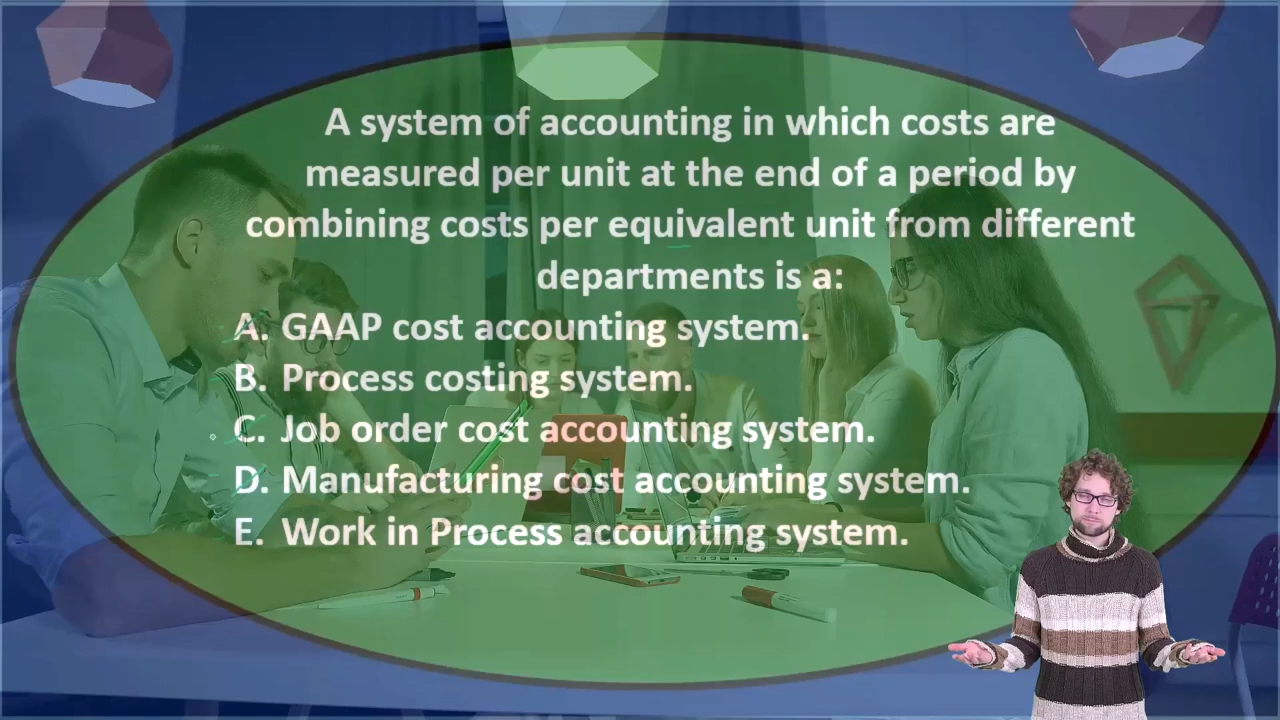 A system of accounting in which costs are
measured per unit at the end of a period by
combining costs per equivalent unit from different
departments is a:
A. GAAP cost accounting system.
B. Process costing system.
C. Job order cost accounting system.
D. Manufacturing cost accounting system.
E. Work in Process accounting system.